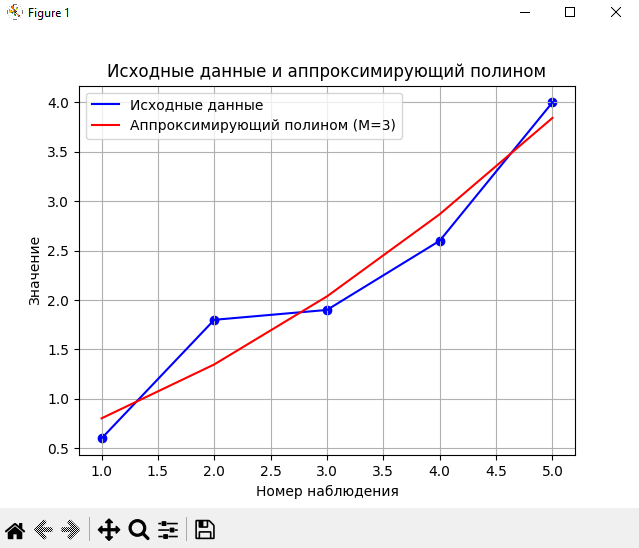 Figure 1
Исходные данные и аппроксимирующий полином
Исходные данные
Аппроксимирующий полином (M=3)
4.0
3.5
3.0
2.5
2.0
1.5
1.0
0.5
Значение
1.0 1.5 2.0 2.5 3.0 3.5 4.0 4.5 5.0
Номер наблюдения